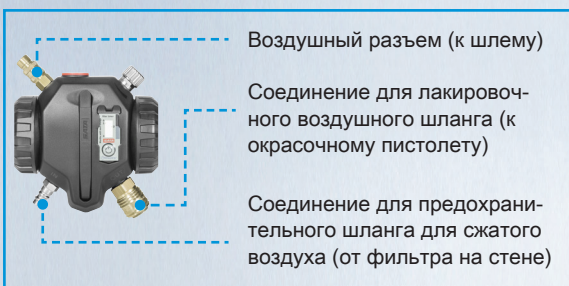 Воздушный разъем (к шлему)
Соединение для лакировоч-
ного воздушного шланга (к
окрасочному пистолету)
Соединение для предохрани-
тельного шланга для сжатого
воздуха (от фильтра на стене)